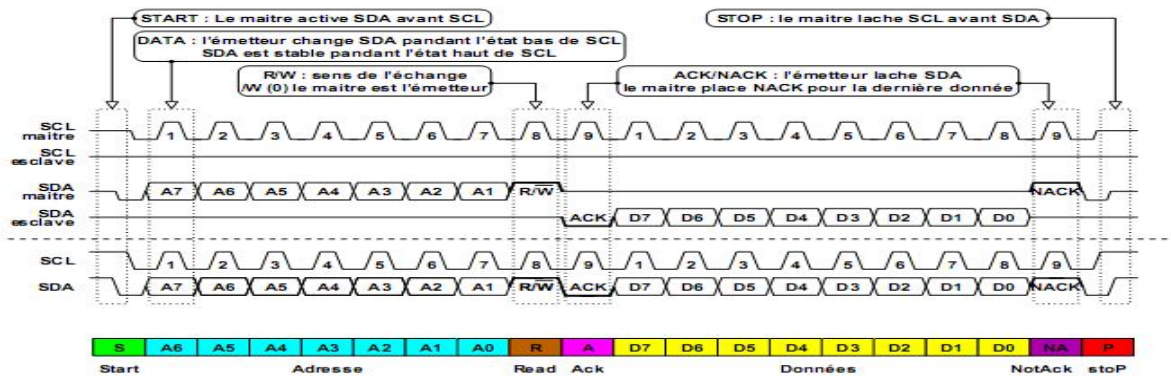 START : Le maitre active SDA avant SCL
STOP : le maitre lache SCL avant SDA
DATA : l'émetteur change SDA pandant l'état bas de SCL
SDA est stable pandant l'état haut de SCL
R/W : sens de l'échange
/W (0) le maitre est l'émetteur
ACK/NACK : l'émetteur lache SDA
le maitre place NACK pour la dernière donnée
SCL maitre 1 2 3 4 5 6 7 8 9 1 2 3 4 5 6 7 8 9
SCL esclave
SDA maitre A7 A6 A5 A4 A3 A2 A1 R/W NACK
SDA esclave ACK D7 D6 D5 D4 D3 D2 D1 D0
SCL 1 2 3 4 5 6 7 8 9 1 2 3 4 5 6 7 8 9
SDA A7 A6 A5 A4 A3 A2 A1 R/W ACK D7 D6 D5 D4 D3 D2 D1 D0 NACK
S A6 A5 A4 A3 A2 A1 A0 R A D7 D6 D5 D4 D3 D2 D1 D0 NA P
Start Adresse Read Ack Données NotAck stoP